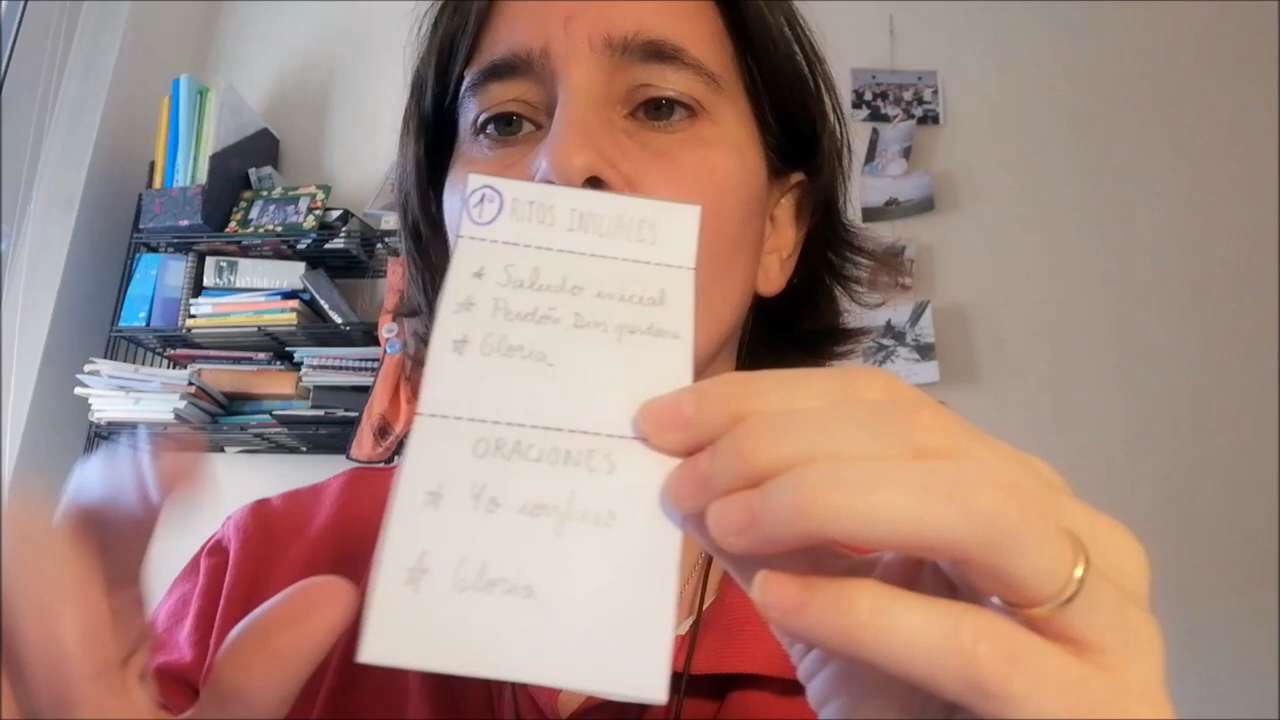 1º RITOS INICIALES
* Saludo inicial
* Perdón, Dios perdona
* Gloria
ORACIONES
* Yo confieso
* Gloria